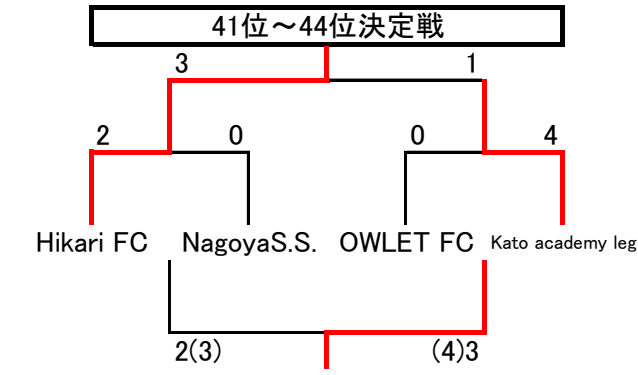 41位～44位決定戦
3 1
2 0 0 4
Hikari FC NagoyaS.S. OWLET FC Kato academy leg
2(3) (4)3